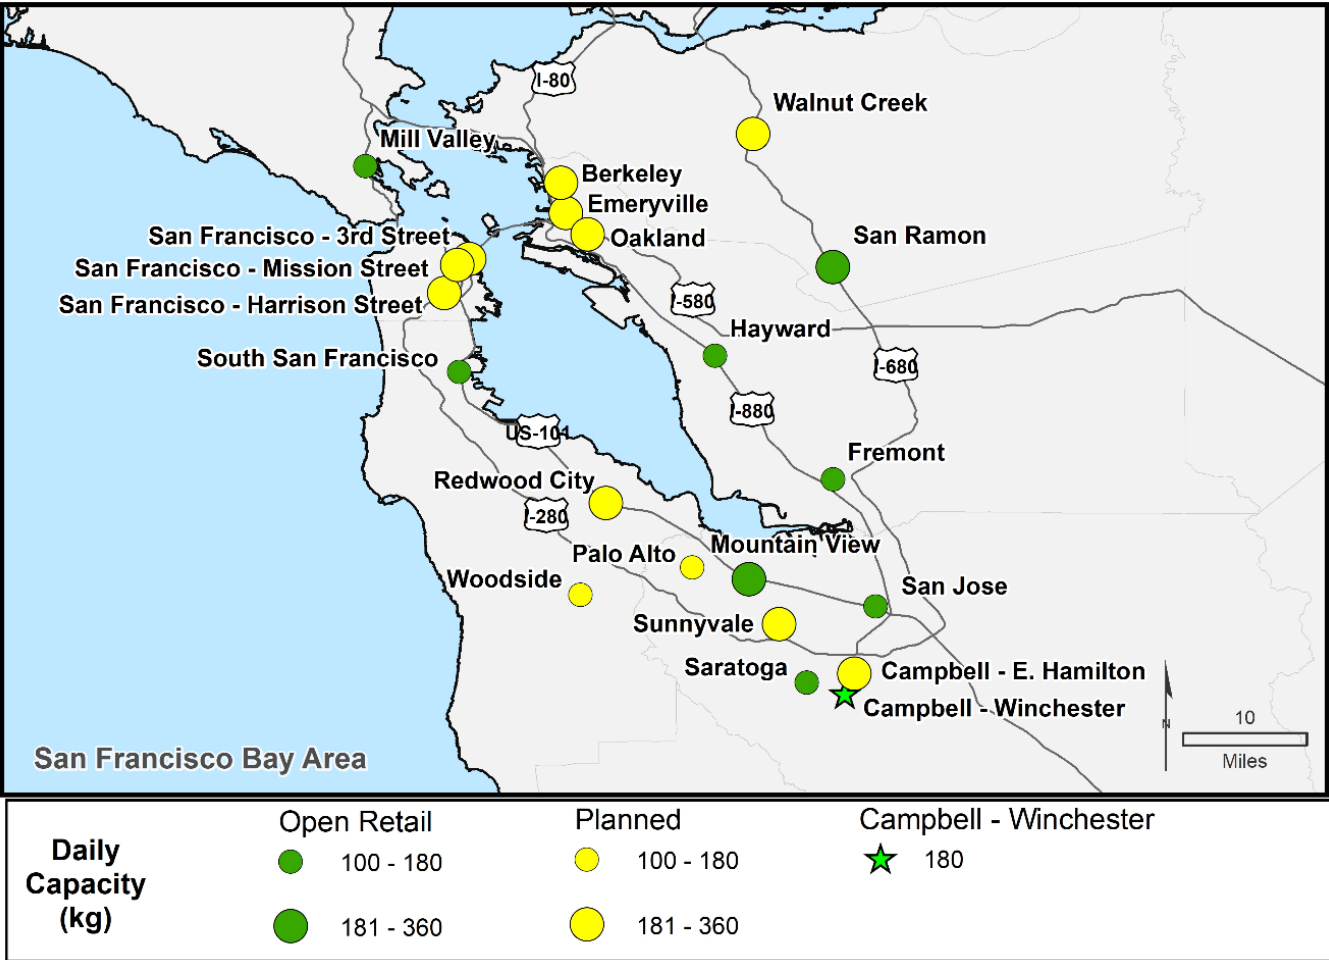 I-80
Walnut Creek
Mill Valley
Berkeley
Emeryville
San Francisco - 3rd Street
Oakland
San Ramon
San Francisco - Mission Street
San Francisco - Harrison Street
I-580
Hayward
South San Francisco
I-680
I-880
US-101
Fremont
Redwood City
I-280
Mountain View
Palo Alto
Woodside
San Jose
Sunnyvale
Saratoga
Campbell - E. Hamilton
Campbell - Winchester
N
10
Miles
San Francisco Bay Area
Daily
Capacity
(kg)
Open Retail
100 - 180
181 - 360
Planned
100 - 180
181 - 360
Campbell - Winchester
180